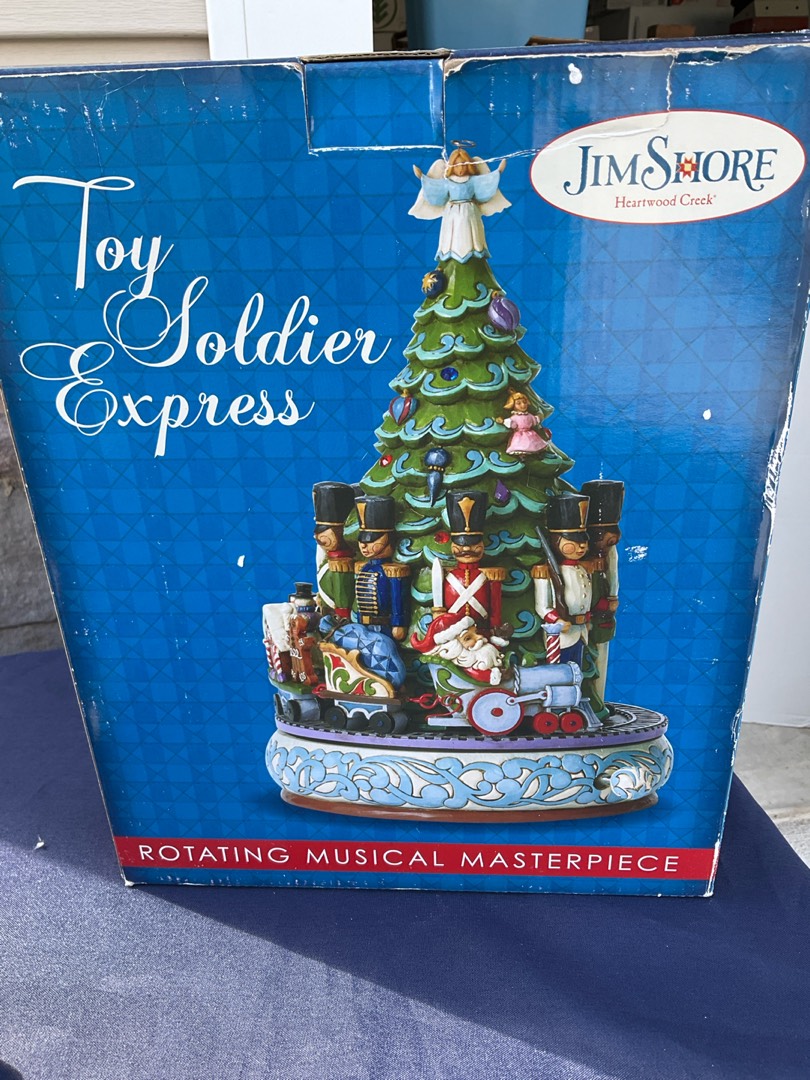 JIM SHORE
Heartwood Creek®
Toy
Soldier
Express
ROTATING MUSICAL MASTERPIECE